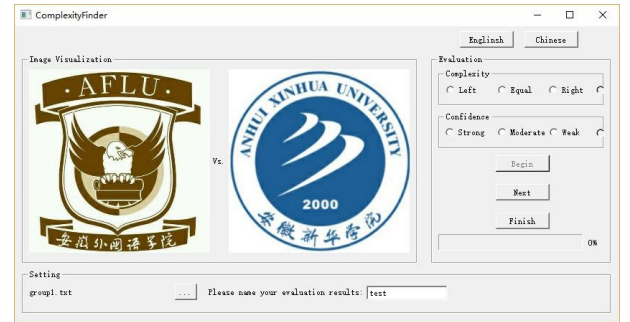 ComplexityFinder
Englinsh Chinese
Image Visualization
·AFLU·
安徽外国语学院
Vs.
ANHUI XINHUA UNIVERSITY
2000
安徽新华学院
Evaluation
Complexity
Left Equal Right
Confidence
Strong Moderate Weak
Begin
Next
Finish
0%
Setting
group1.txt ... Please name your evaluation results: test